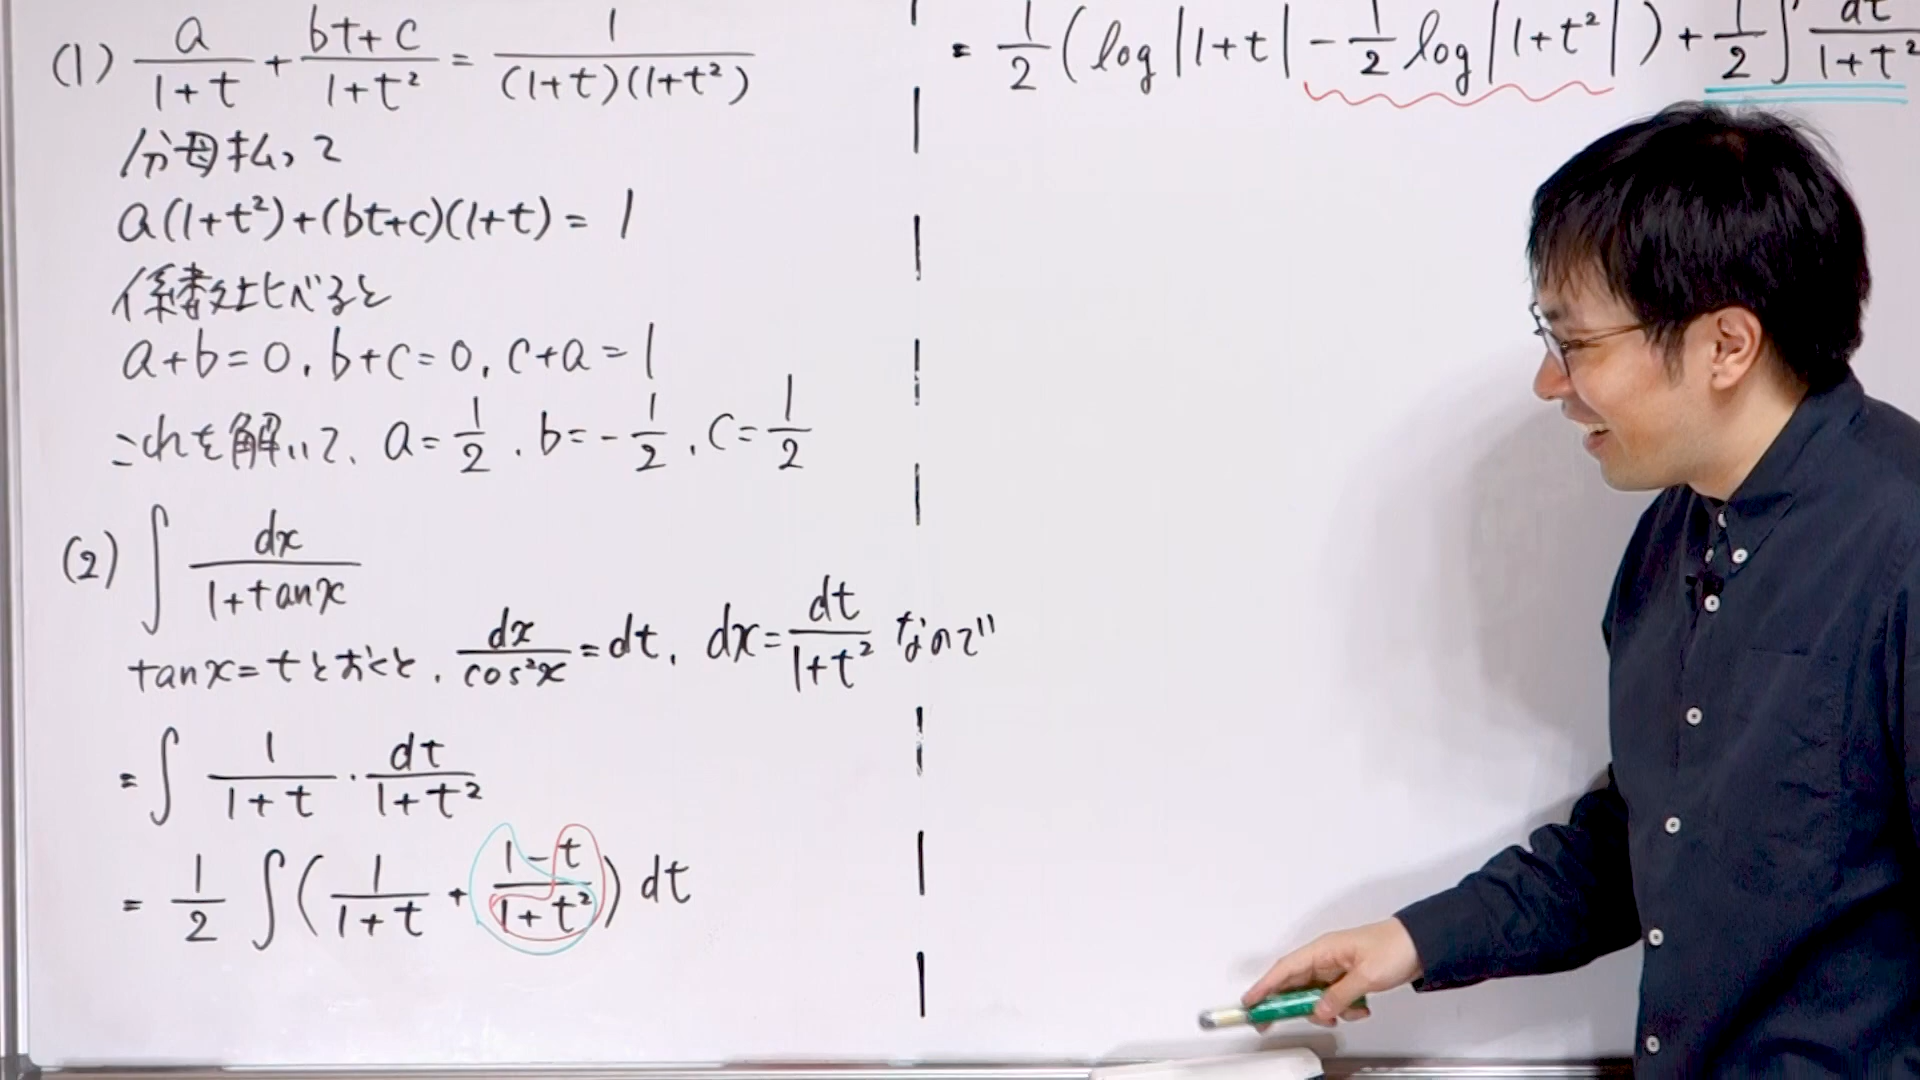 (1) a/(1+t) + (bt+c)/(1+t²) = 1/((1+t)(1+t²))
分母払って
a(1+t²)+(bt+c)(1+t) = 1
係数比べると
a+b=0, b+c=0, c+a=1
これを解いて、a=1/2, b=-1/2, c=1/2
(2) ∫ dx/(1+tanx)
tanx=tとおくと, dx/cos²x = dt, dx = dt/(1+t²) なので
= ∫ 1/(1+t) · dt/(1+t²)
= 1/2 ∫(1/(1+t) + (1-t)/(1+t²)) dt
= 1/2 (log|1+t| - 1/2 log|1+t²|) + 1/2 ∫ dt/(1+t²)